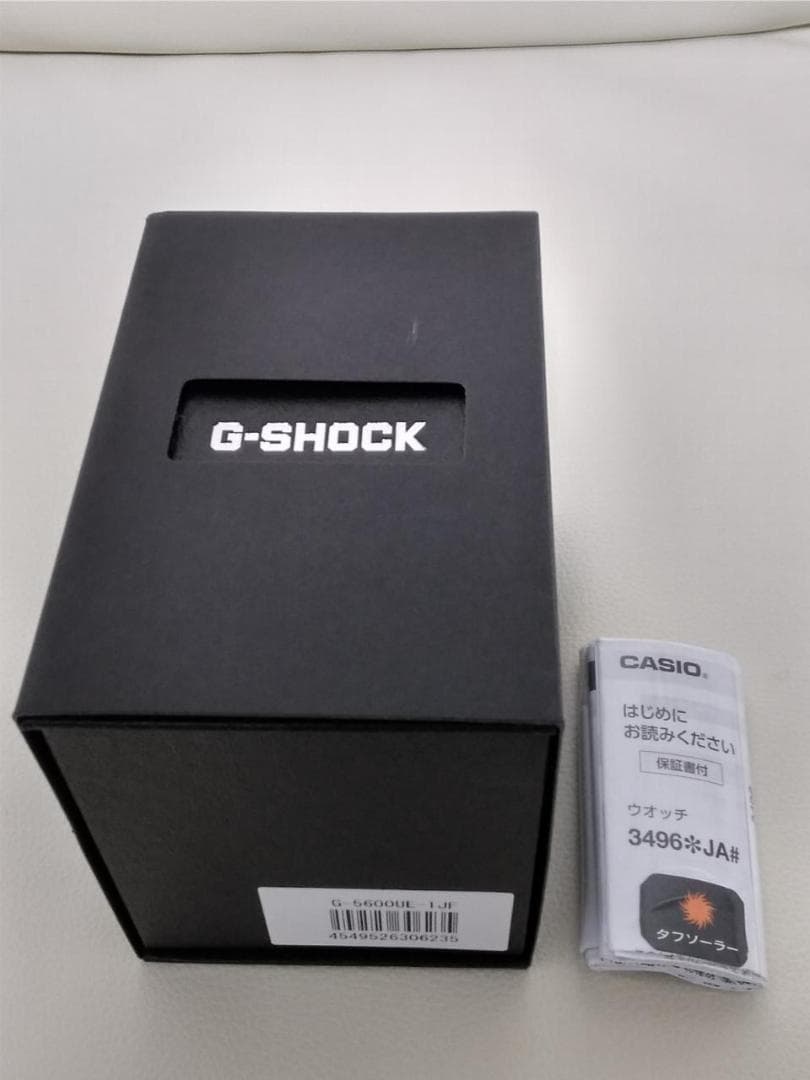 G-SHOCK
G-5600UE-1JF
4549526306235
CASIO®
はじめに
お読みください
保証書付
ウオッチ
3496✻JA#
タフソーラー